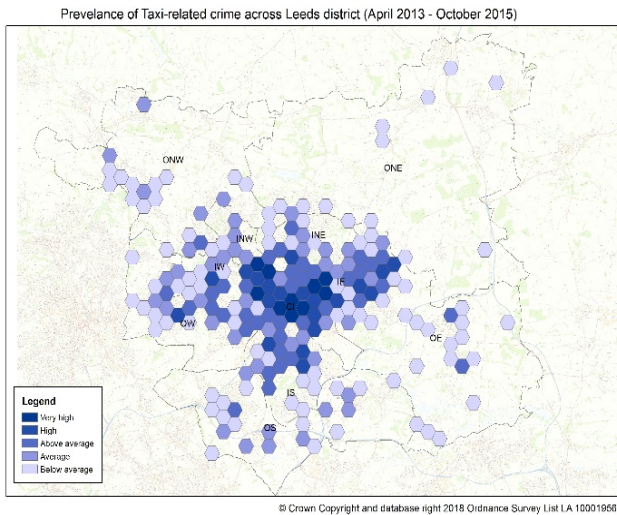 Prevelance of Taxi-related crime across Leeds district (April 2013 - October 2015)
ONW
ONE
INW
INE
IW
IE
CI
OW
OE
IS
OS
Legend
Very high
High
Above average
Average
Below average
© Crown Copyright and database right 2018 Ordnance Survey List LA 10001956